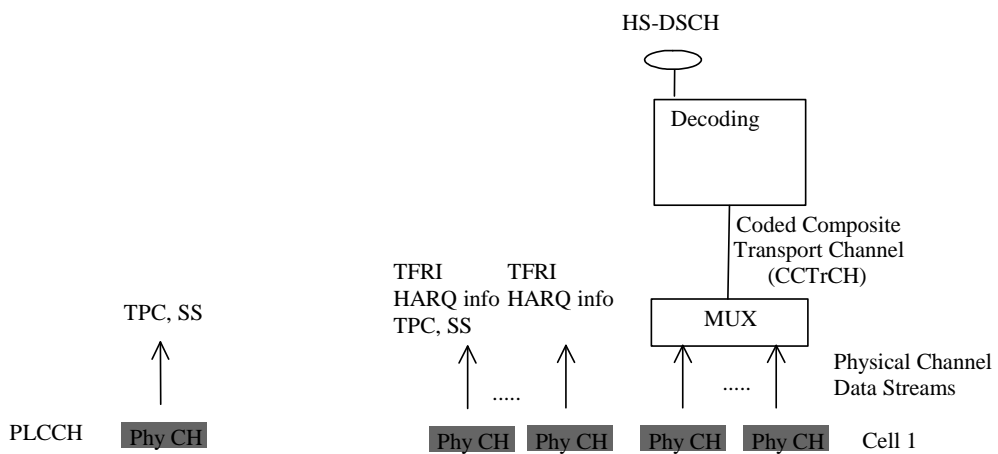 HS-DSCH
Decoding
Coded Composite
Transport Channel
(CCTrCH)
TFRI
HARQ info
TPC, SS
TFRI
HARQ info
TPC, SS
MUX
Physical Channel
Data Streams
.....
.....
PLCCH
Phy CH
Phy CH
Phy CH
Phy CH
Phy CH
Cell 1